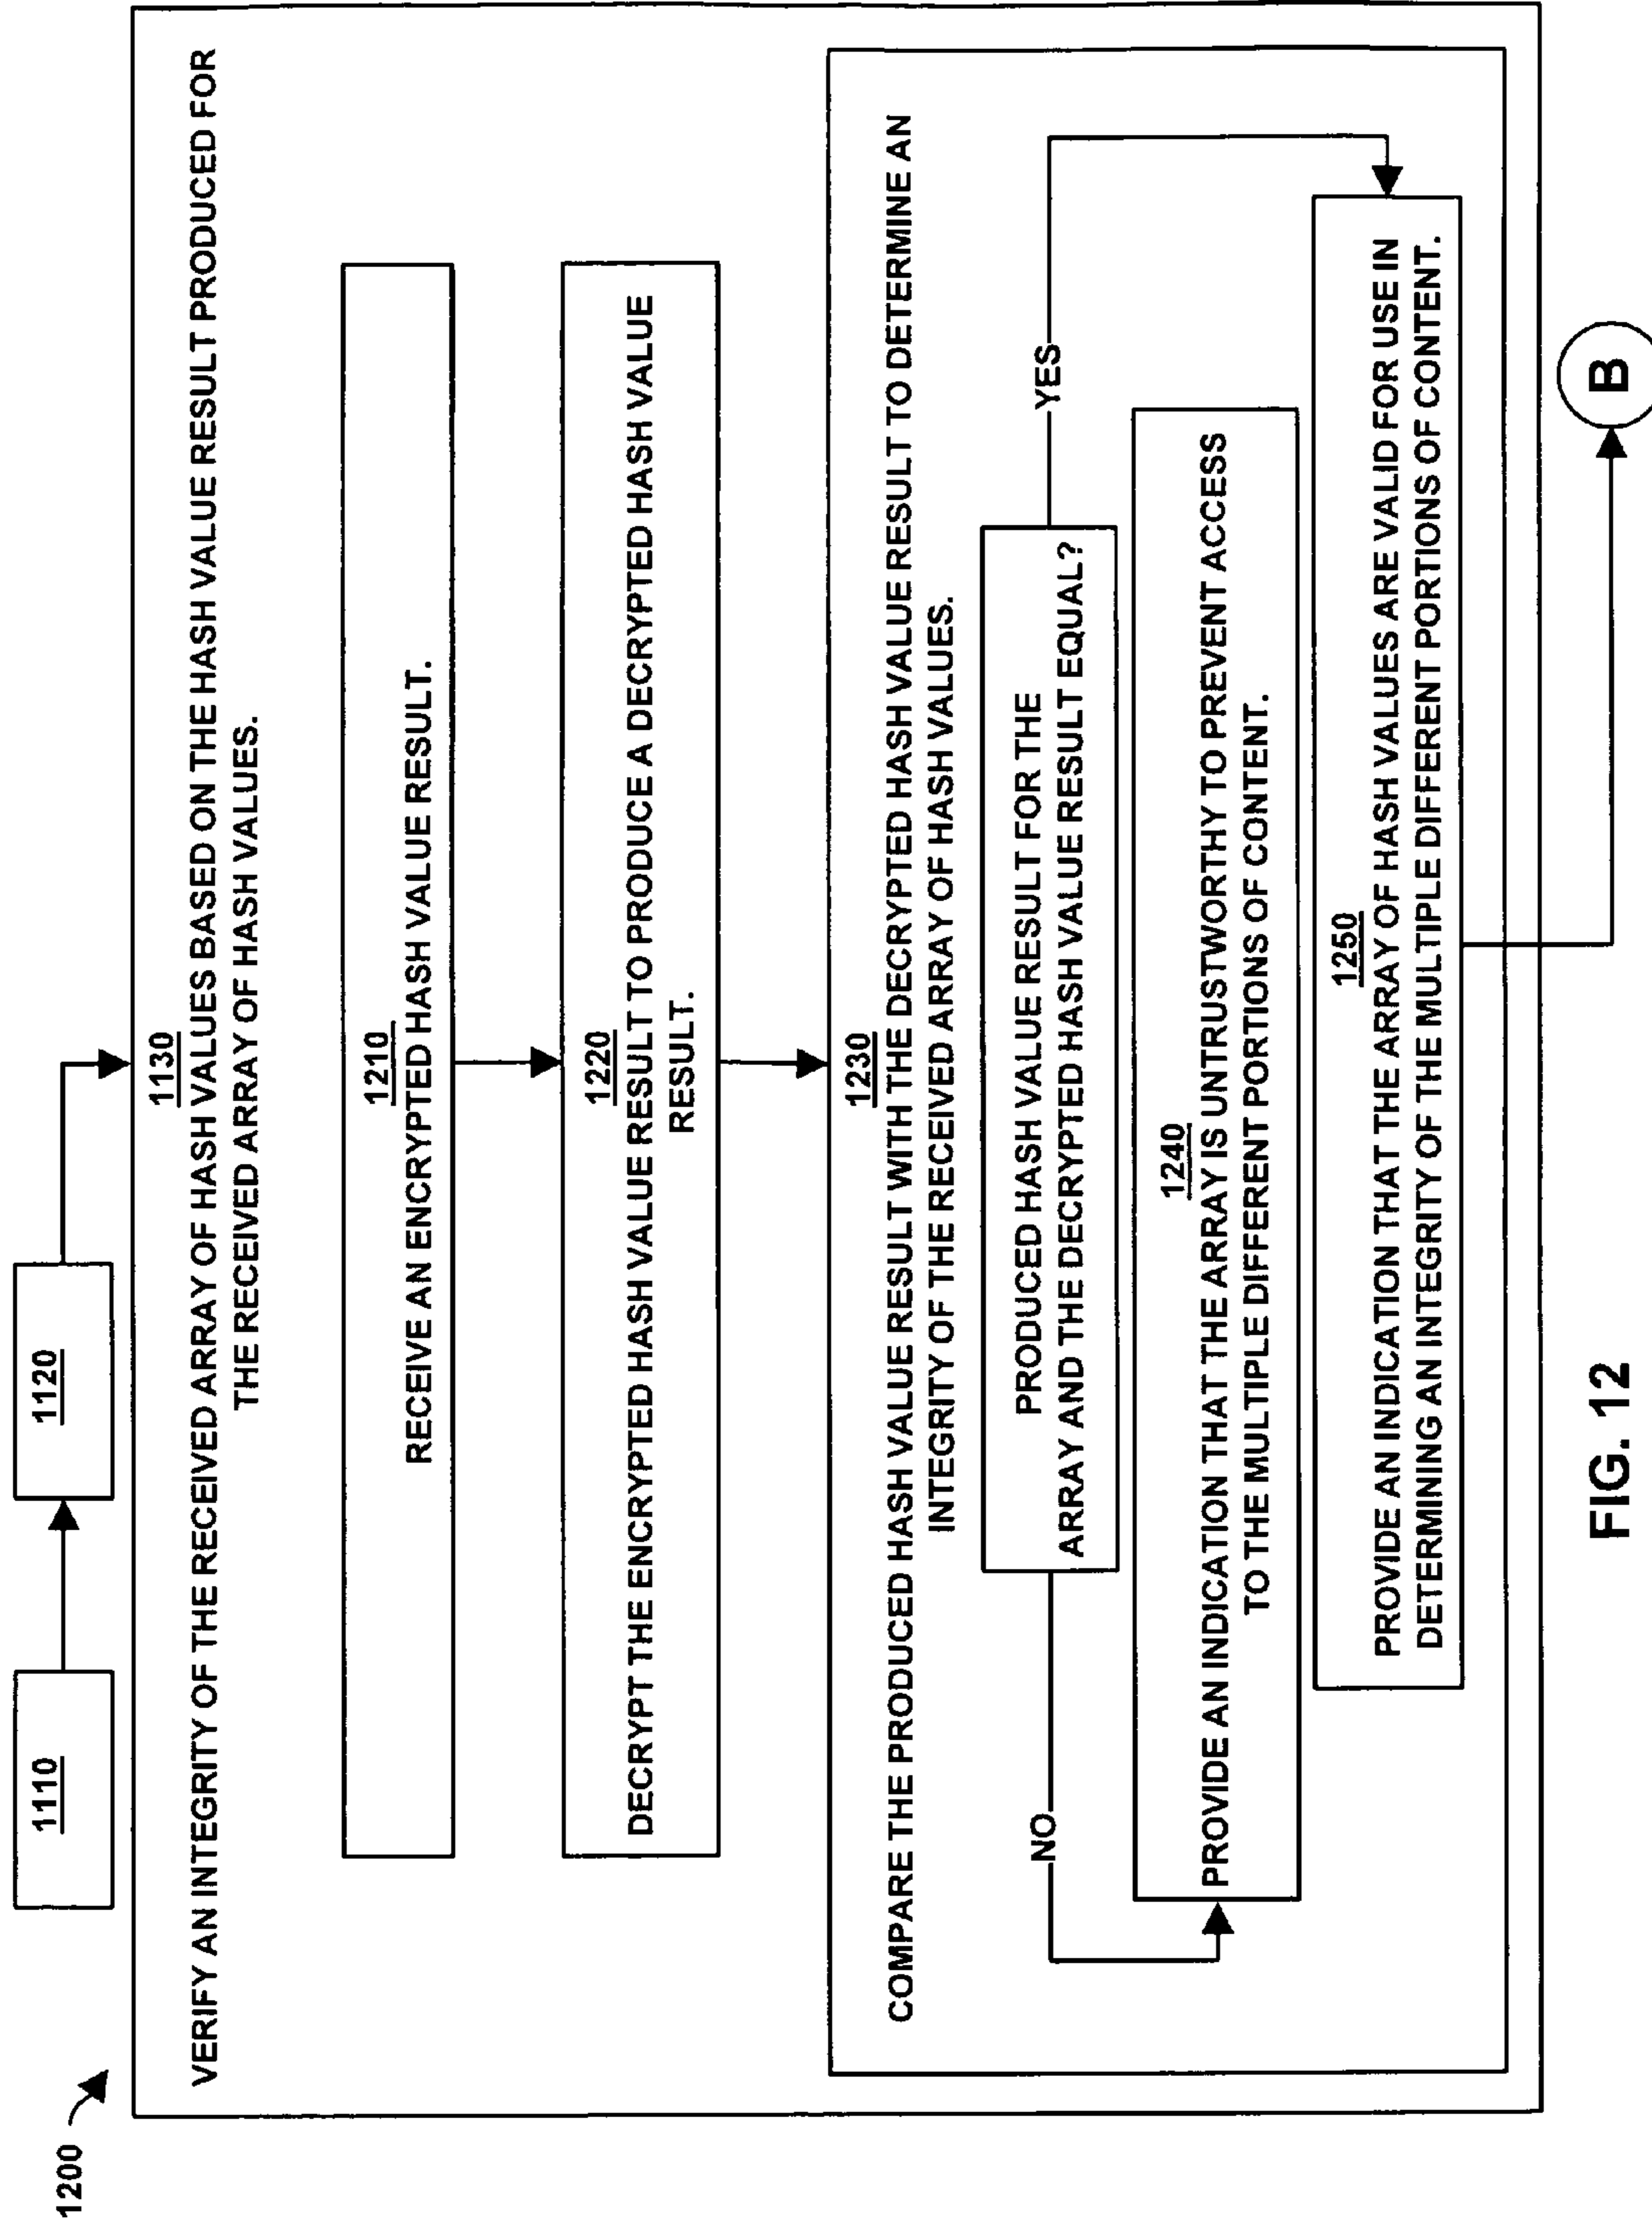 1200
1110
1120
1130
VERIFY AN INTEGRITY OF THE RECEIVED ARRAY OF HASH VALUES BASED ON THE HASH VALUE RESULT PRODUCED FOR
THE RECEIVED ARRAY OF HASH VALUES.
1210
RECEIVE AN ENCRYPTED HASH VALUE RESULT.
1220
DECRYPT THE ENCRYPTED HASH VALUE RESULT TO PRODUCE A DECRYPTED HASH VALUE
RESULT.
1230
COMPARE THE PRODUCED HASH VALUE RESULT WITH THE DECRYPTED HASH VALUE RESULT TO DETERMINE AN
INTEGRITY OF THE RECEIVED ARRAY OF HASH VALUES.
PRODUCED HASH VALUE RESULT FOR THE
ARRAY AND THE DECRYPTED HASH VALUE RESULT EQUAL?
NO
YES
1240
PROVIDE AN INDICATION THAT THE ARRAY IS UNTRUSTWORTHY TO PREVENT ACCESS
TO THE MULTIPLE DIFFERENT PORTIONS OF CONTENT.
1250
PROVIDE AN INDICATION THAT THE ARRAY OF HASH VALUES ARE VALID FOR USE IN
DETERMINING AN INTEGRITY OF THE MULTIPLE DIFFERENT PORTIONS OF CONTENT.
B
FIG. 12